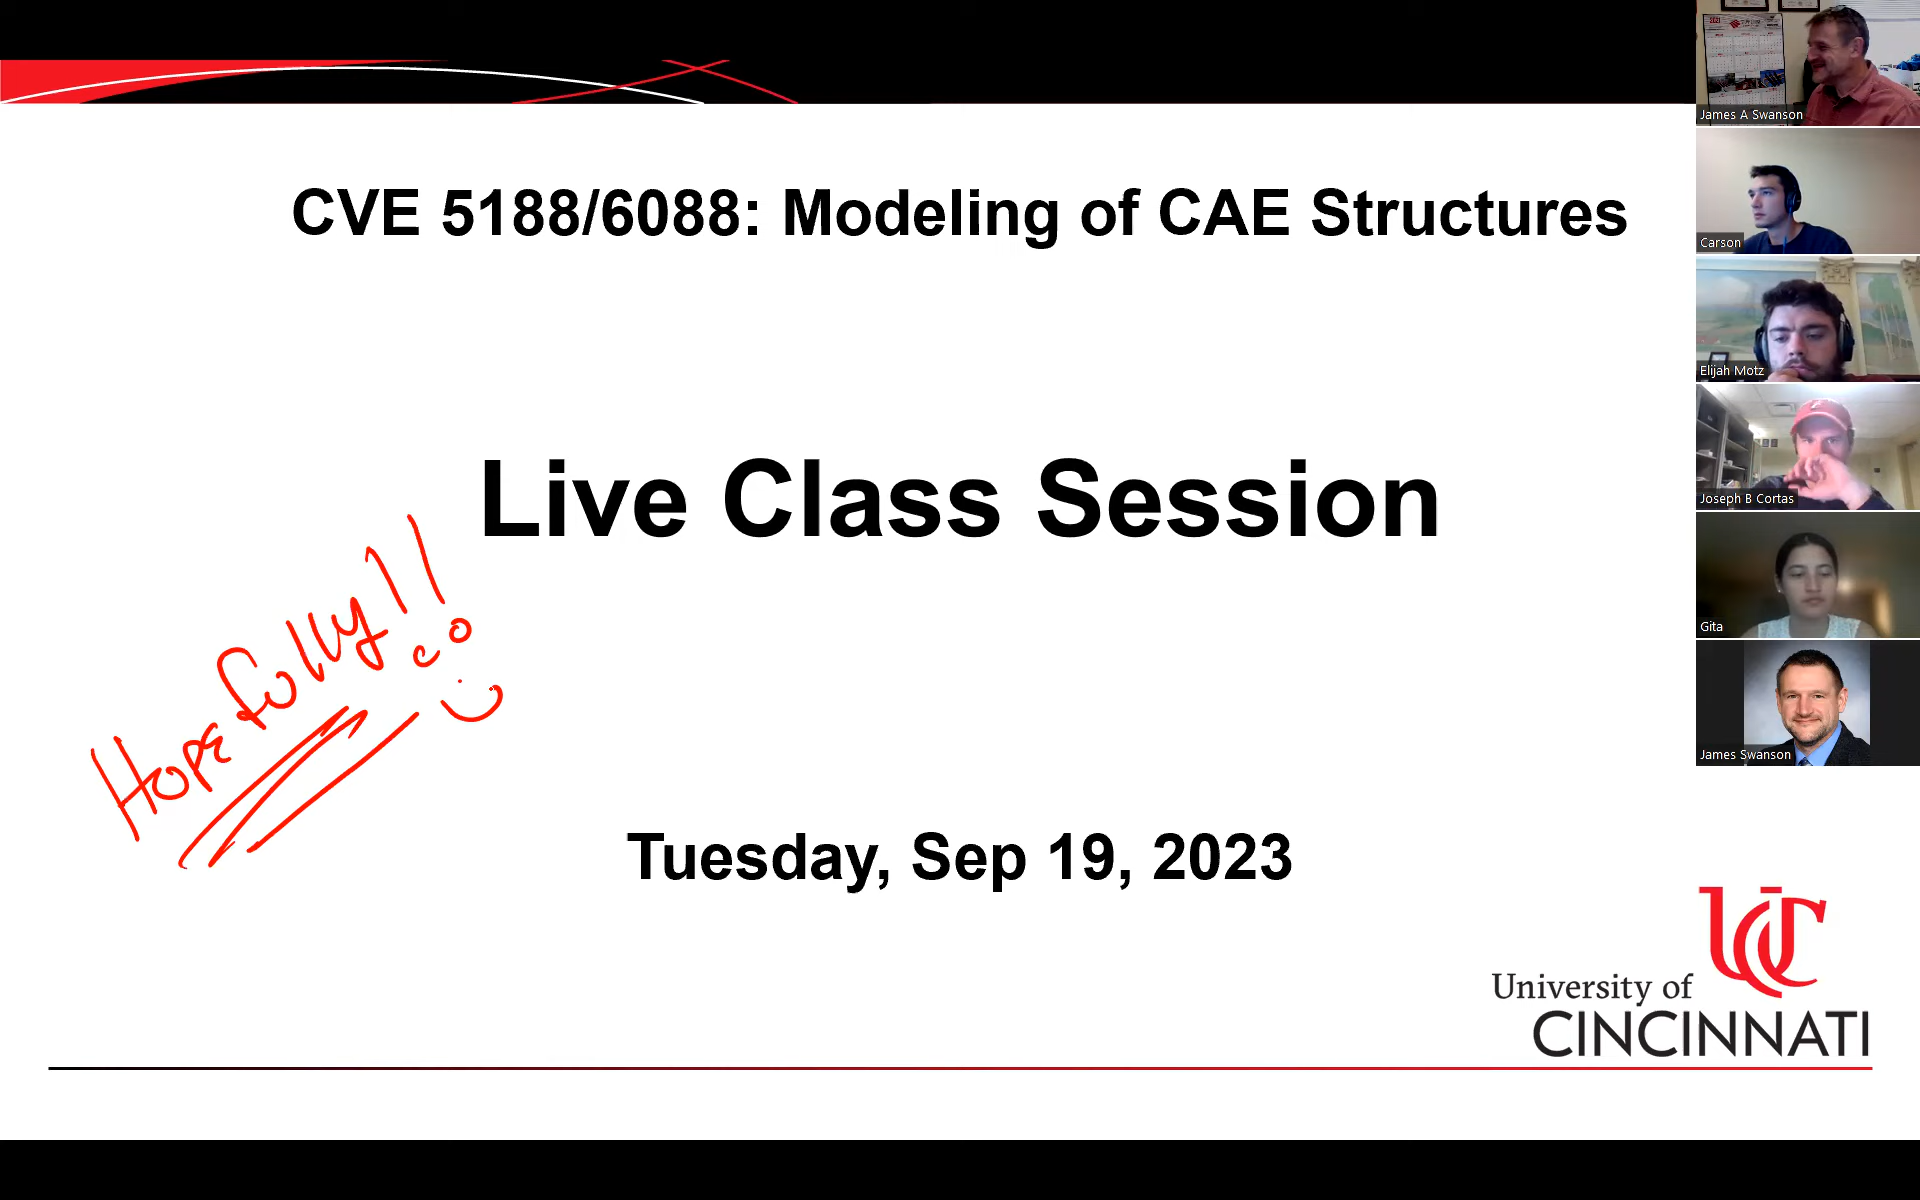 CVE 5188/6088: Modeling of CAE Structures
Live Class Session
Hopefully!!
Tuesday, Sep 19, 2023
University of
CINCINNATI
UC
James A Swanson
Carson
Elijah Motz
Joseph B Cortas
Gita
James Swanson